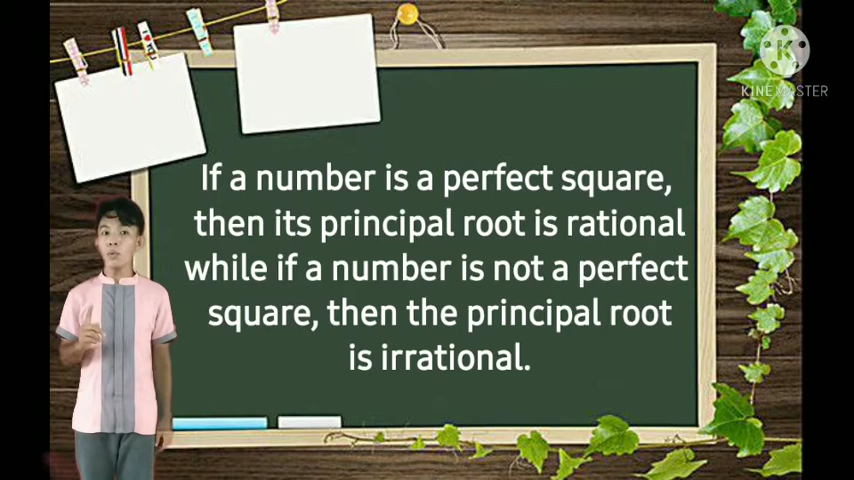 KINEMASTER
If a number is a perfect square,
then its principal root is rational
while if a number is not a perfect
square, then the principal root
is irrational.